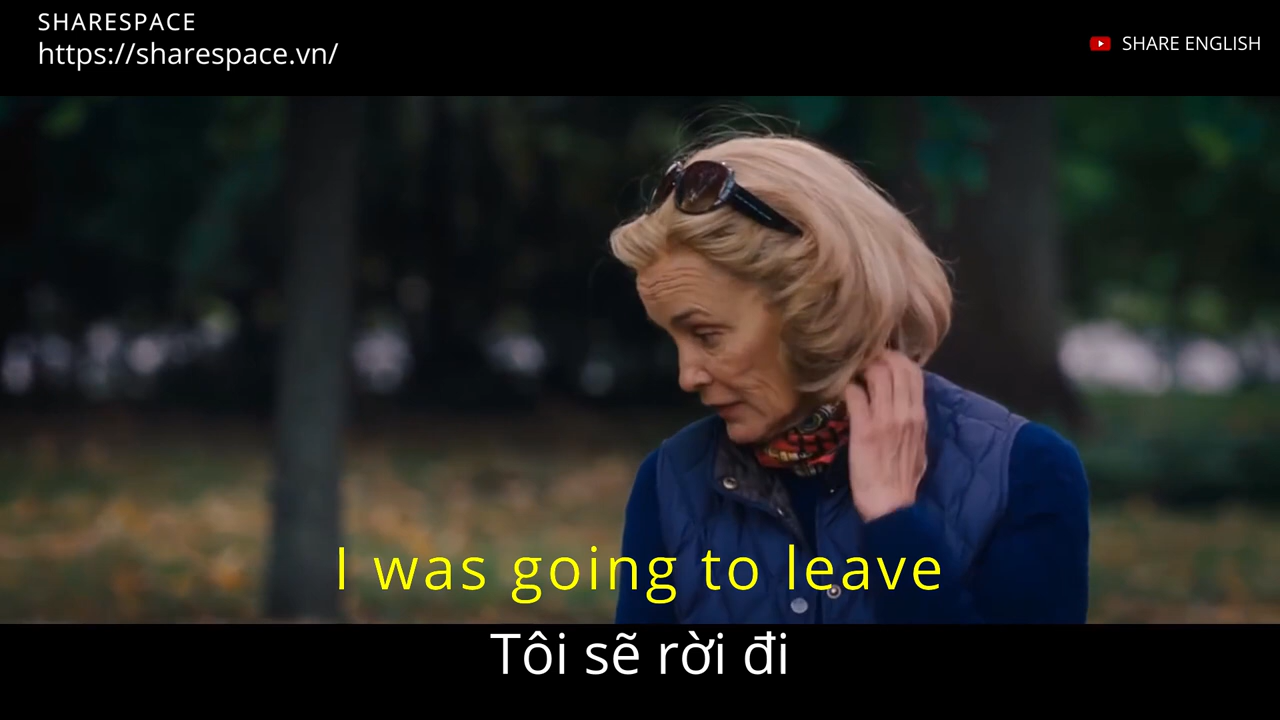 SHARESPACE
https://sharespace.vn/
SHARE ENGLISH
I was going to leave
Tôi sẽ rời đi